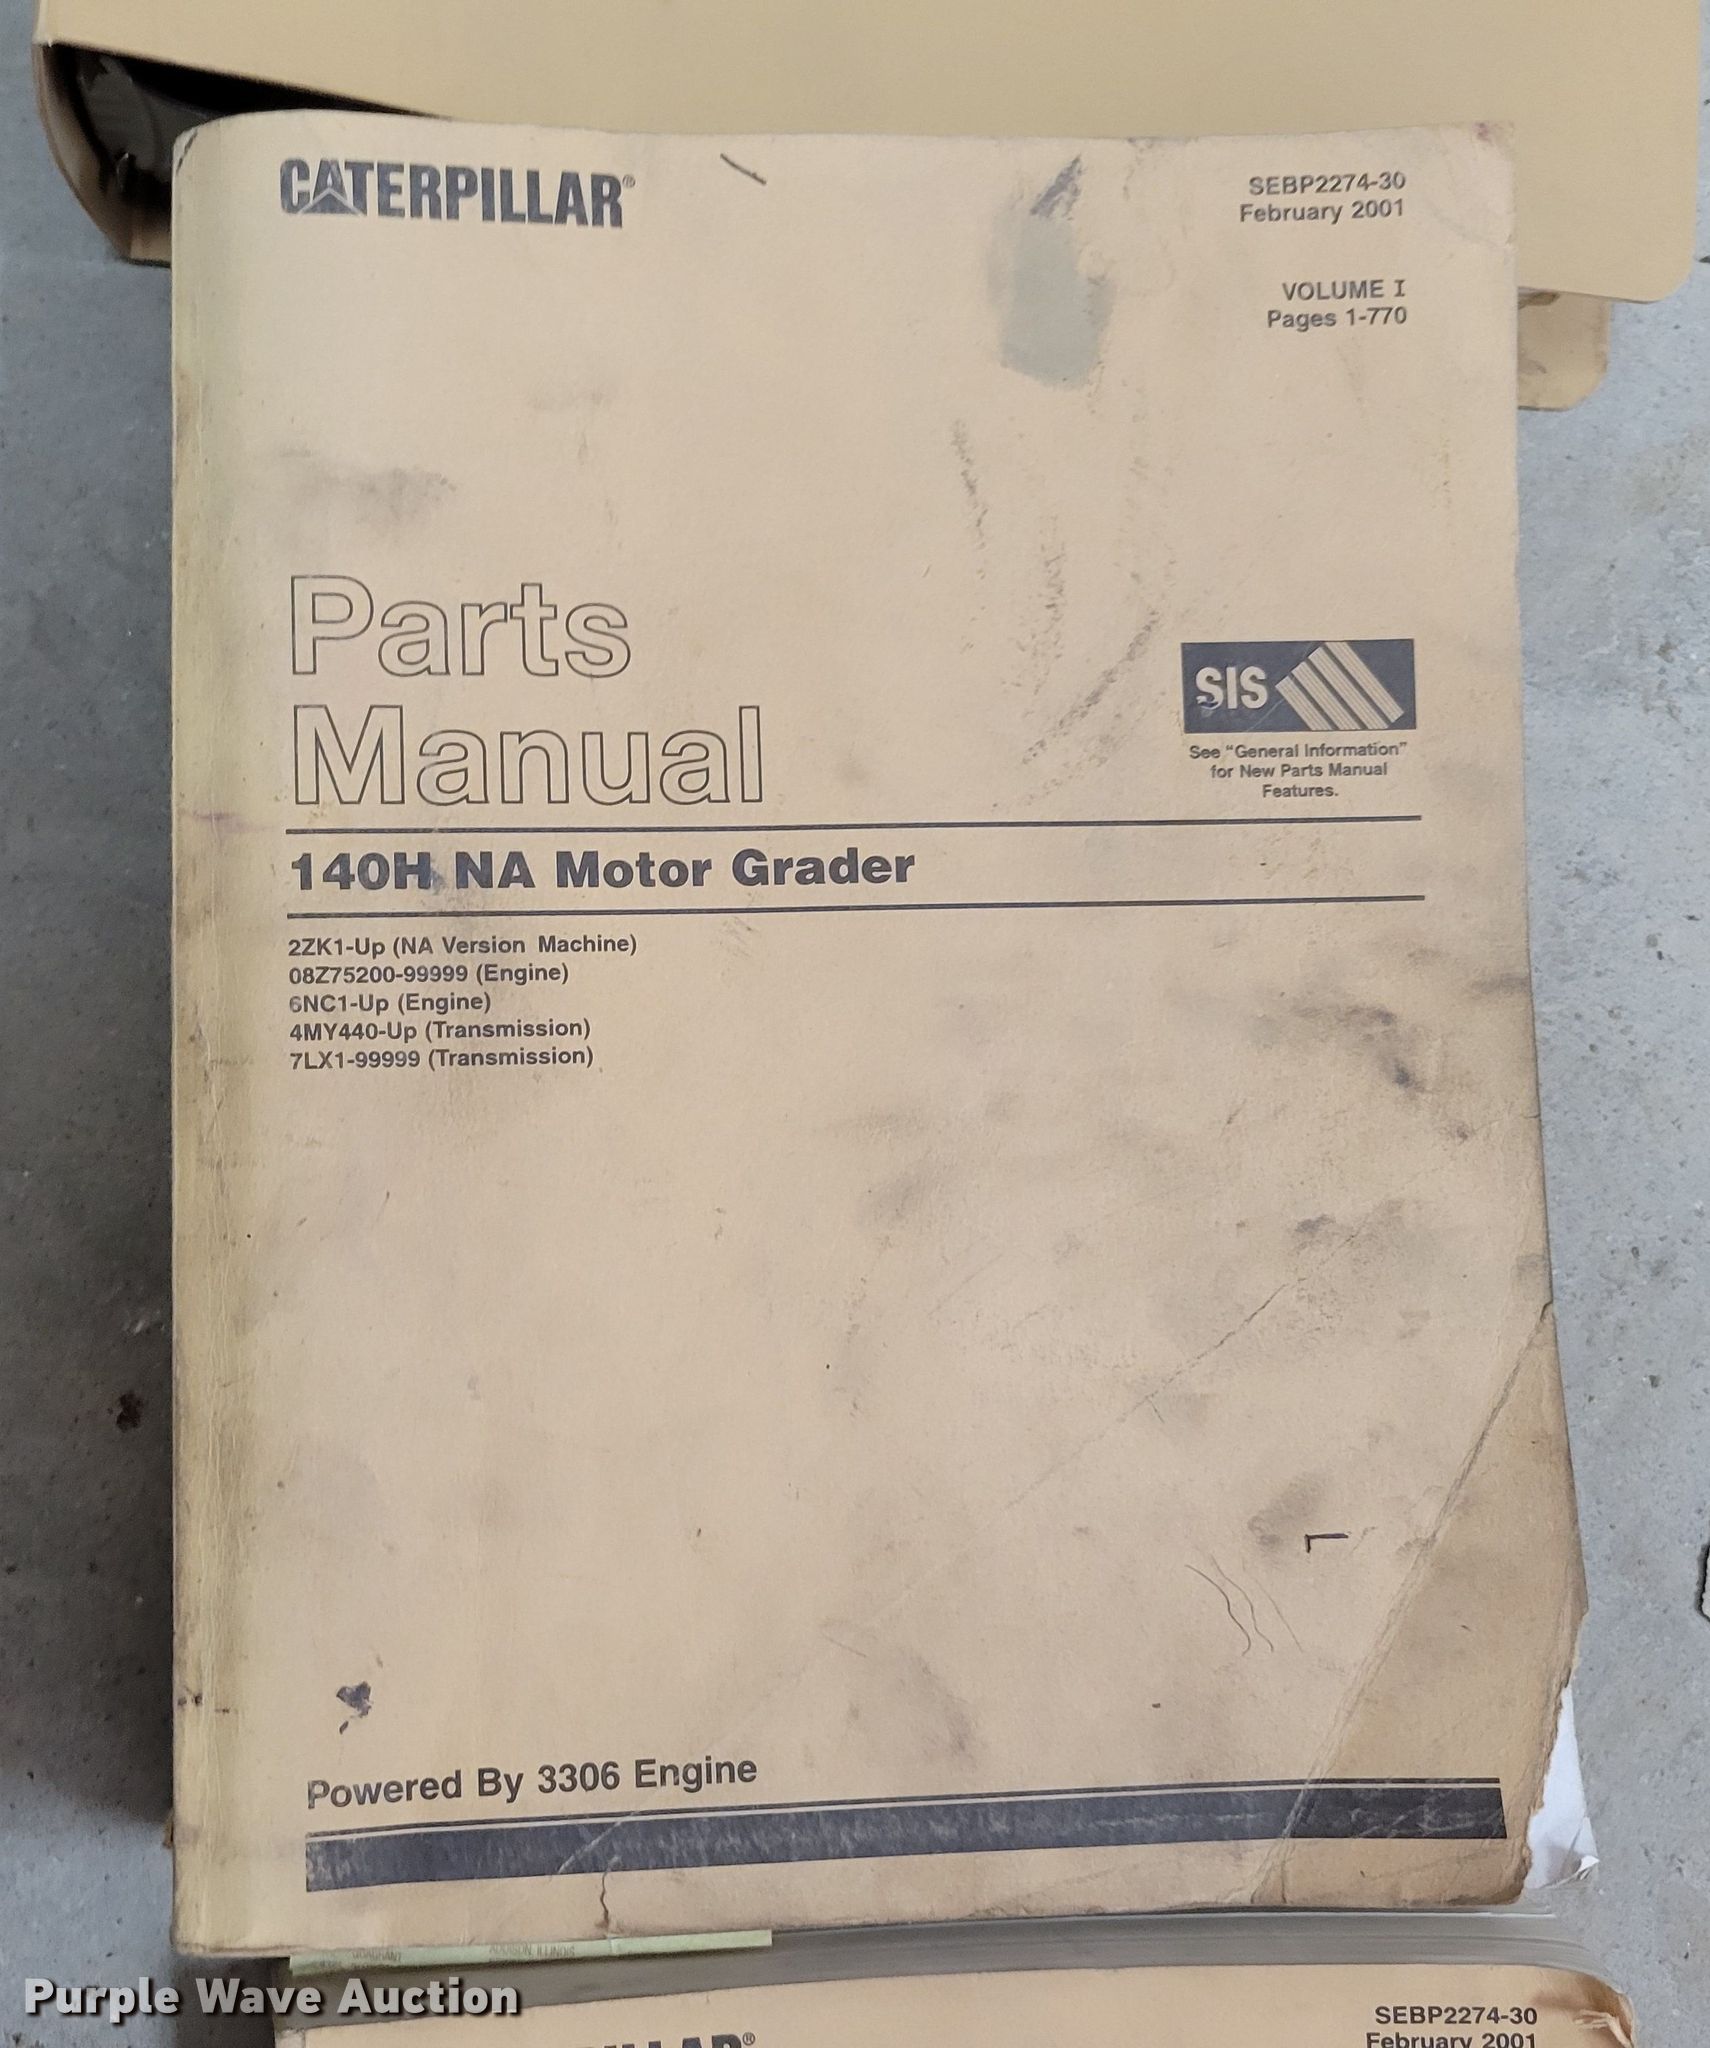 CATERPILLAR®
SEBP2274-30
February 2001
VOLUME I
Pages 1-770
Parts
Manual
SIS
See "General Information"
for New Parts Manual
Features.
140H NA Motor Grader
2ZK1-Up (NA Version Machine)
08Z75200-99999 (Engine)
6NC1-Up (Engine)
4MY440-Up (Transmission)
7LX1-99999 (Transmission)
Powered By 3306 Engine
ADDISON, ILLINOIS
Purple Wave Auction
SEBP2274-30
February 2001